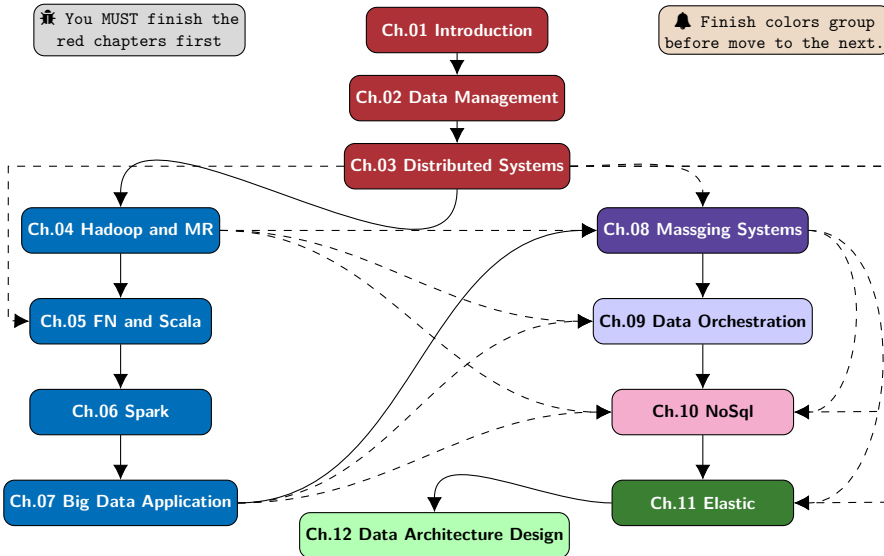 You MUST finish the
red chapters first
Ch.01 Introduction
Finish colors group
before move to the next.
Ch.02 Data Management
Ch.03 Distributed Systems
Ch.04 Hadoop and MR
Ch.08 Massging Systems
Ch.05 FN and Scala
Ch.09 Data Orchestration
Ch.06 Spark
Ch.10 NoSql
Ch.07 Big Data Application
Ch.11 Elastic
Ch.12 Data Architecture Design